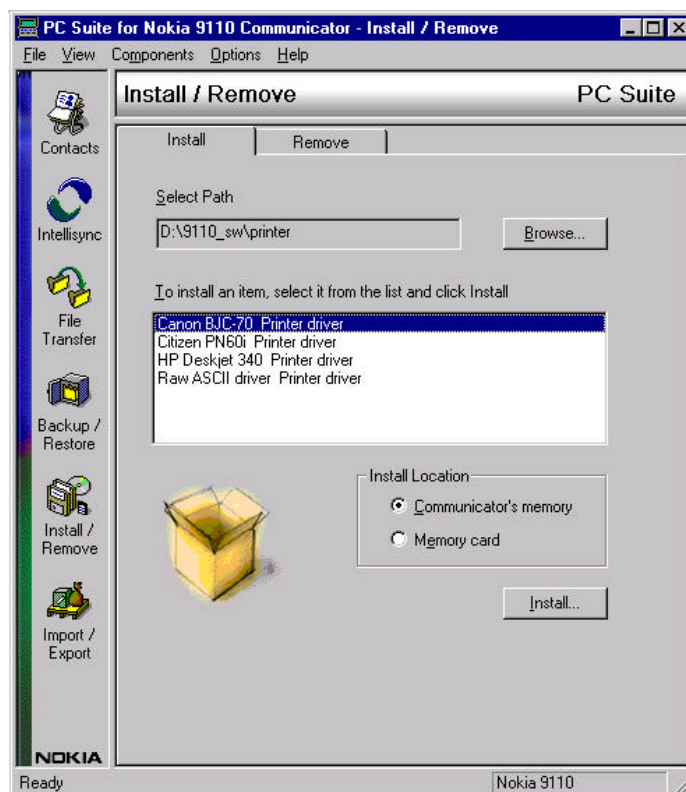 PC Suite for Nokia 9110 Communicator - Install / Remove
File View Components Options Help
Install / Remove PC Suite
Contacts
Intellisync
File
Transfer
Backup /
Restore
Install /
Remove
Import /
Export
NOKIA
Install Remove
Select Path
D:\9110_sw\printer Browse...
To install an item, select it from the list and click Install
Canon BJC-70 Printer driver
Citizen PN60i Printer driver
HP Deskjet 340 Printer driver
Raw ASCII driver Printer driver
Install Location
Communicator's memory
Memory card
Install...
Ready Nokia 9110